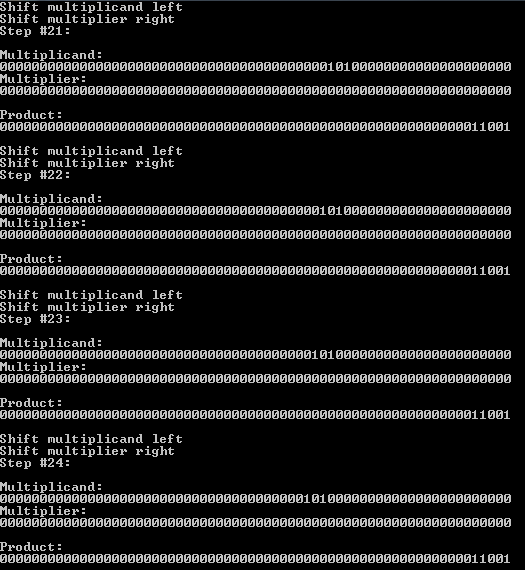 Shift multiplicand left
Shift multiplier right
Step #21:
Multiplicand:
0000000000000000000000000000000000000000010100000000000000000000
Multiplier:
0000000000000000000000000000000000000000000000000000000000000000
Product:
0000000000000000000000000000000000000000000000000000000000011001
Shift multiplicand left
Shift multiplier right
Step #22:
Multiplicand:
0000000000000000000000000000000000000000101000000000000000000000
Multiplier:
0000000000000000000000000000000000000000000000000000000000000000
Product:
0000000000000000000000000000000000000000000000000000000000011001
Shift multiplicand left
Shift multiplier right
Step #23:
Multiplicand:
0000000000000000000000000000000000000001010000000000000000000000
Multiplier:
0000000000000000000000000000000000000000000000000000000000000000
Product:
0000000000000000000000000000000000000000000000000000000000011001
Shift multiplicand left
Shift multiplier right
Step #24:
Multiplicand:
0000000000000000000000000000000000000010100000000000000000000000
Multiplier:
0000000000000000000000000000000000000000000000000000000000000000
Product:
0000000000000000000000000000000000000000000000000000000000011001